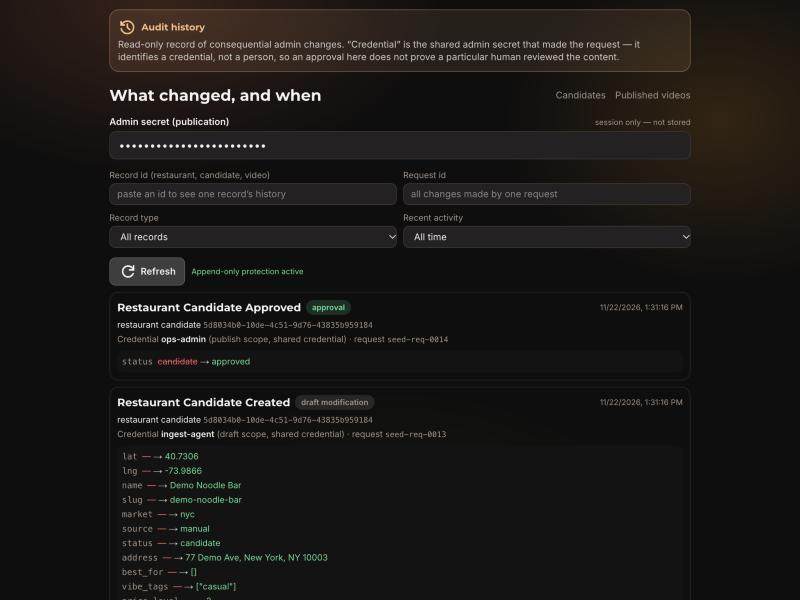 Audit history
Read-only record of consequential admin changes. “Credential” is the shared admin secret that made the request — it
identifies a credential, not a person, so an approval here does not prove a particular human reviewed the content.
What changed, and when
Candidates Published videos
Admin secret (publication)
session only — not stored
••••••••••••••••••••••••
Record id (restaurant, candidate, video)
Request id
paste an id to see one record’s history
all changes made by one request
Record type
Recent activity
All records
All time
Refresh
Append-only protection active
Restaurant Candidate Approved approval 11/22/2026, 1:31:16 PM
restaurant candidate 5d8034b0-10de-4c51-9d76-43835b959184
Credential ops-admin (publish scope, shared credential) · request seed-req-0014
status candidate → approved
Restaurant Candidate Created draft modification 11/22/2026, 1:31:16 PM
restaurant candidate 5d8034b0-10de-4c51-9d76-43835b959184
Credential ingest-agent (draft scope, shared credential) · request seed-req-0013
lat — → 40.7306
lng — → -73.9866
name — → Demo Noodle Bar
slug — → demo-noodle-bar
market — → nyc
source — → manual
status — → candidate
address — → 77 Demo Ave, New York, NY 10003
best_for — → []
vibe_tags — → ["casual"]